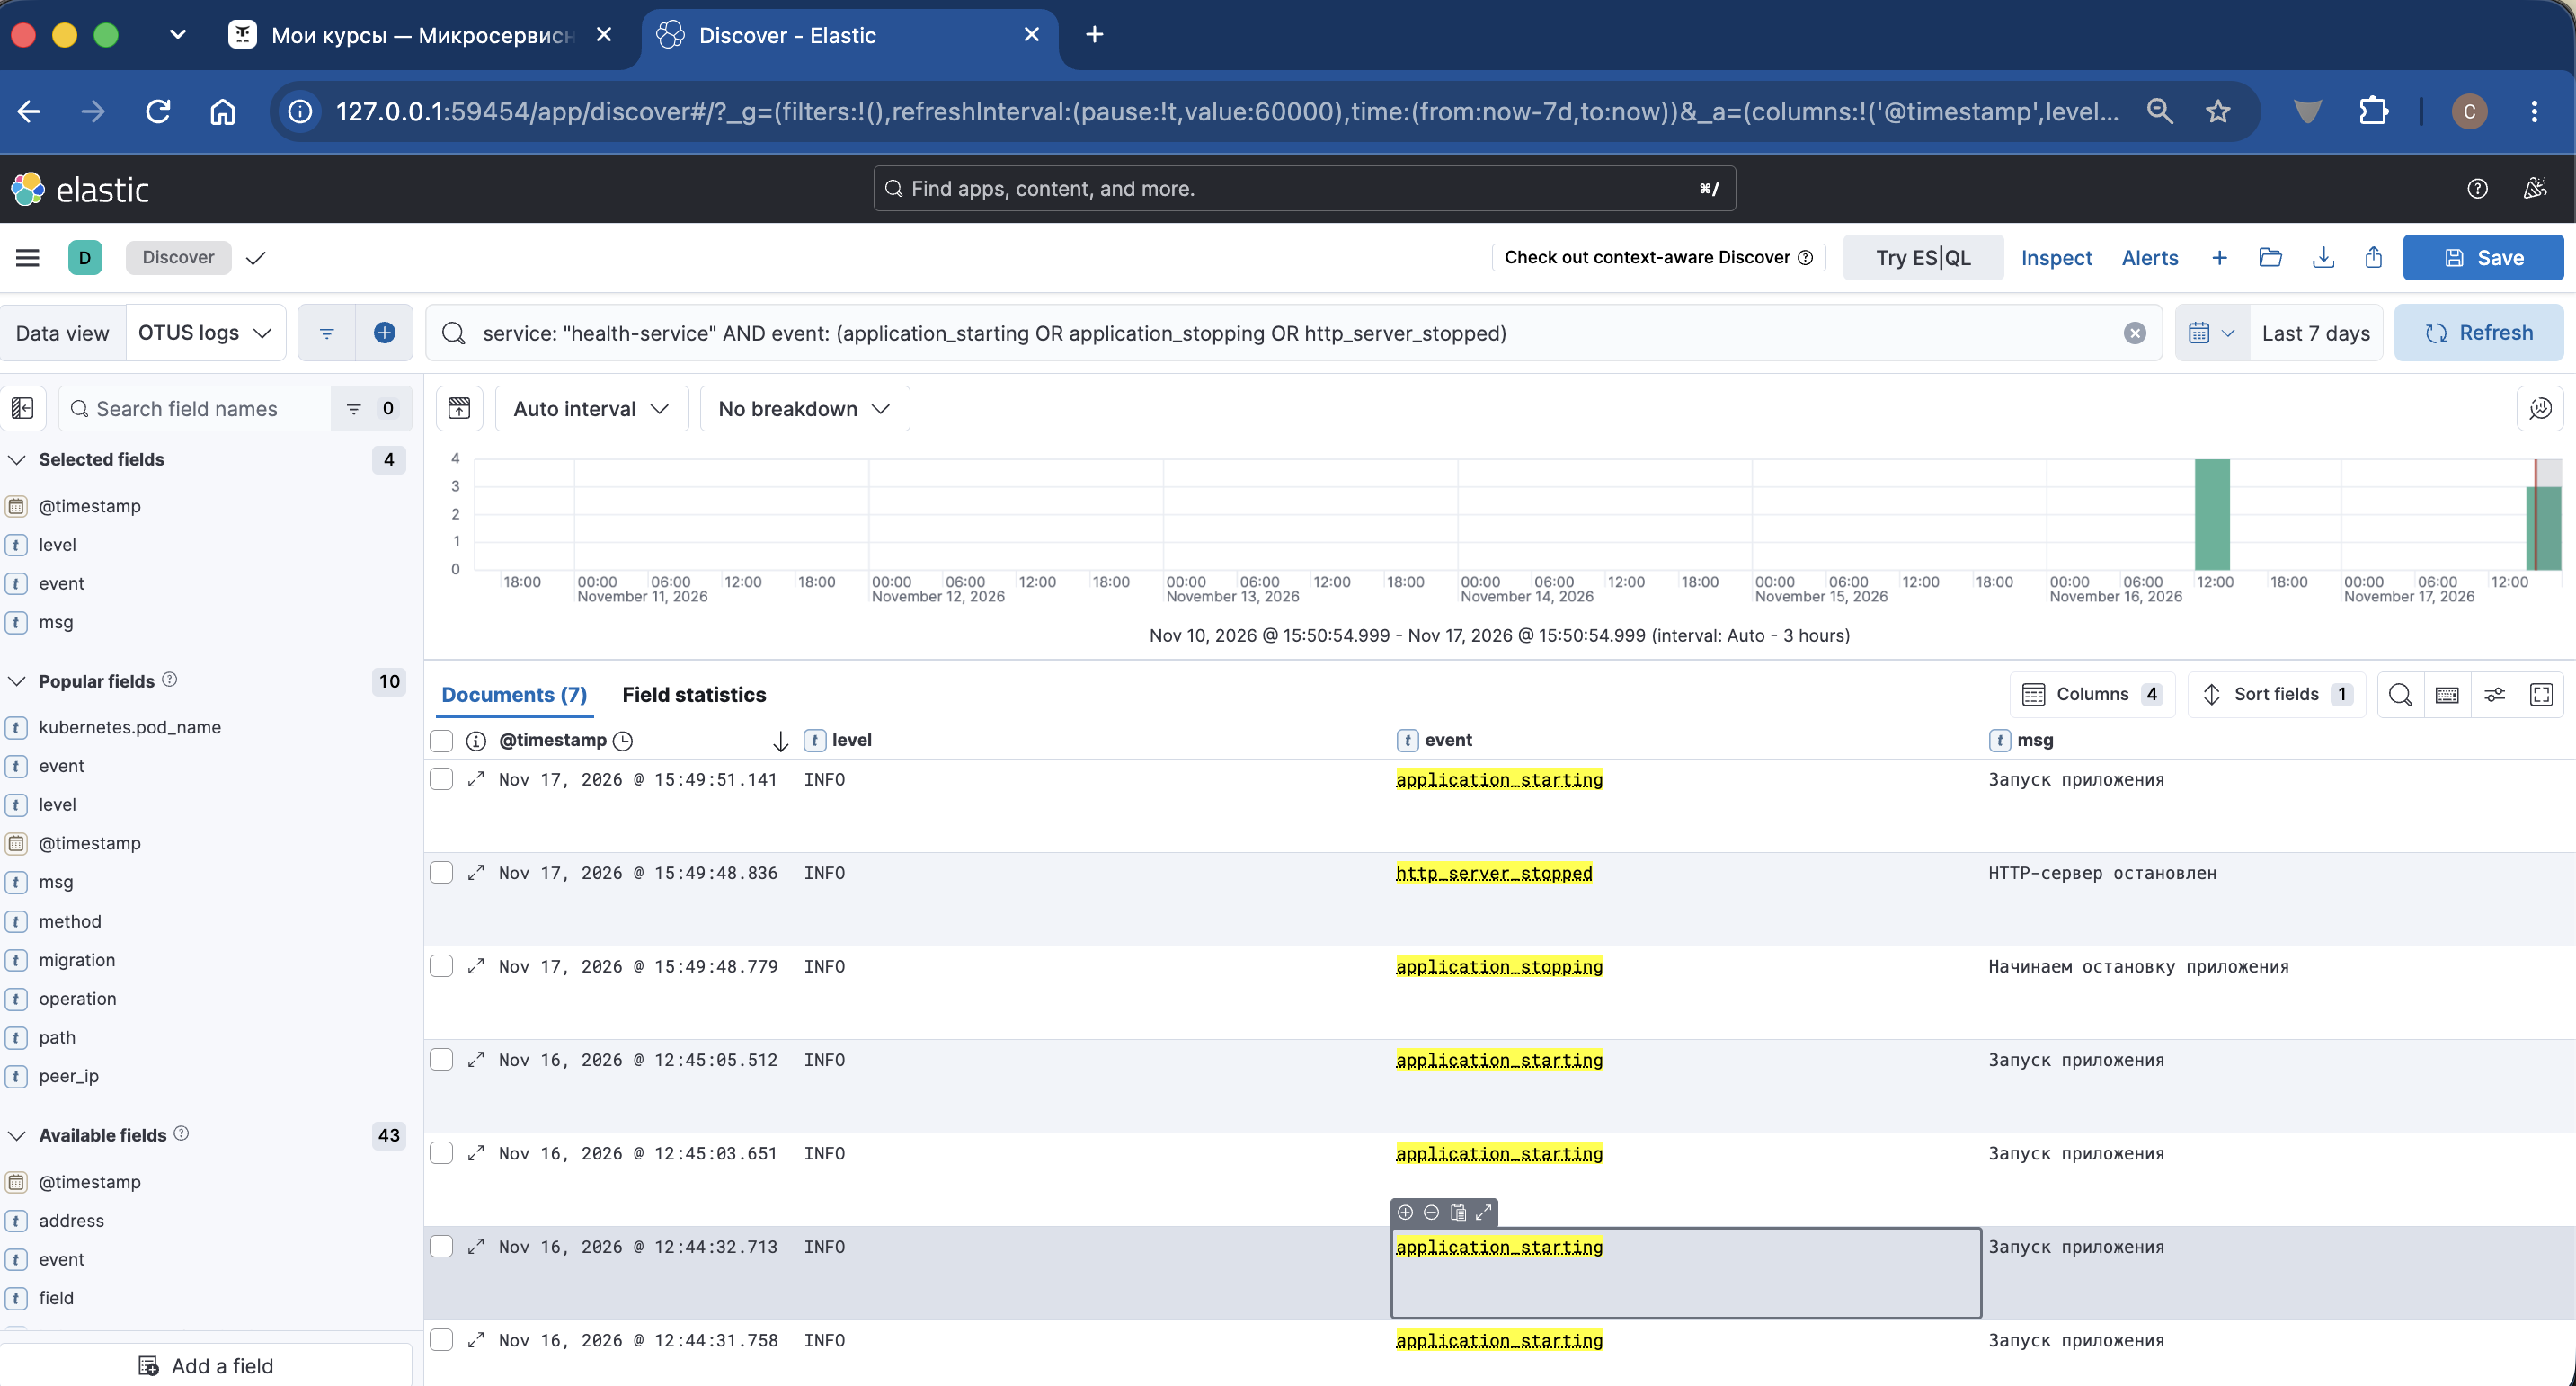 Мои курсы — Микросервисн
Discover - Elastic
127.0.0.1:59454/app/discover#/?_g=(filters:!(),refreshInterval:(pause:!t,value:60000),time:(from:now-7d,to:now))&_a=(columns:!('@timestamp',level...
C
elastic
Find apps, content, and more.
⌘/
D
Discover
Check out context-aware Discover
Try ES|QL
Inspect
Alerts
Save
Data view
OTUS logs
service: "health-service" AND event: (application_starting OR application_stopping OR http_server_stopped)
Last 7 days
Refresh
Search field names
0
Auto interval
No breakdown
Selected fields 4
@timestamp
level
event
msg
Popular fields 10
kubernetes.pod_name
event
level
@timestamp
msg
method
migration
operation
path
peer_ip
Available fields 43
@timestamp
address
event
field
Add a field
4
3
2
1
0
18:00 00:00 06:00 12:00 18:00 00:00 06:00 12:00 18:00 00:00 06:00 12:00 18:00 00:00 06:00 12:00 18:00 00:00 06:00 12:00 18:00 00:00 06:00 12:00 18:00 00:00 06:00 12:00
November 11, 2026 November 12, 2026 November 13, 2026 November 14, 2026 November 15, 2026 November 16, 2026 November 17, 2026
Nov 10, 2026 @ 15:50:54.999 - Nov 17, 2026 @ 15:50:54.999 (interval: Auto - 3 hours)
Documents (7)
Field statistics
Columns 4
Sort fields 1
@timestamp level event msg
Nov 17, 2026 @ 15:49:51.141 INFO application_starting Запуск приложения
Nov 17, 2026 @ 15:49:48.836 INFO http_server_stopped HTTP-сервер остановлен
Nov 17, 2026 @ 15:49:48.779 INFO application_stopping Начинаем остановку приложения
Nov 16, 2026 @ 12:45:05.512 INFO application_starting Запуск приложения
Nov 16, 2026 @ 12:45:03.651 INFO application_starting Запуск приложения
Nov 16, 2026 @ 12:44:32.713 INFO application_starting Запуск приложения
Nov 16, 2026 @ 12:44:31.758 INFO application_starting Запуск приложения